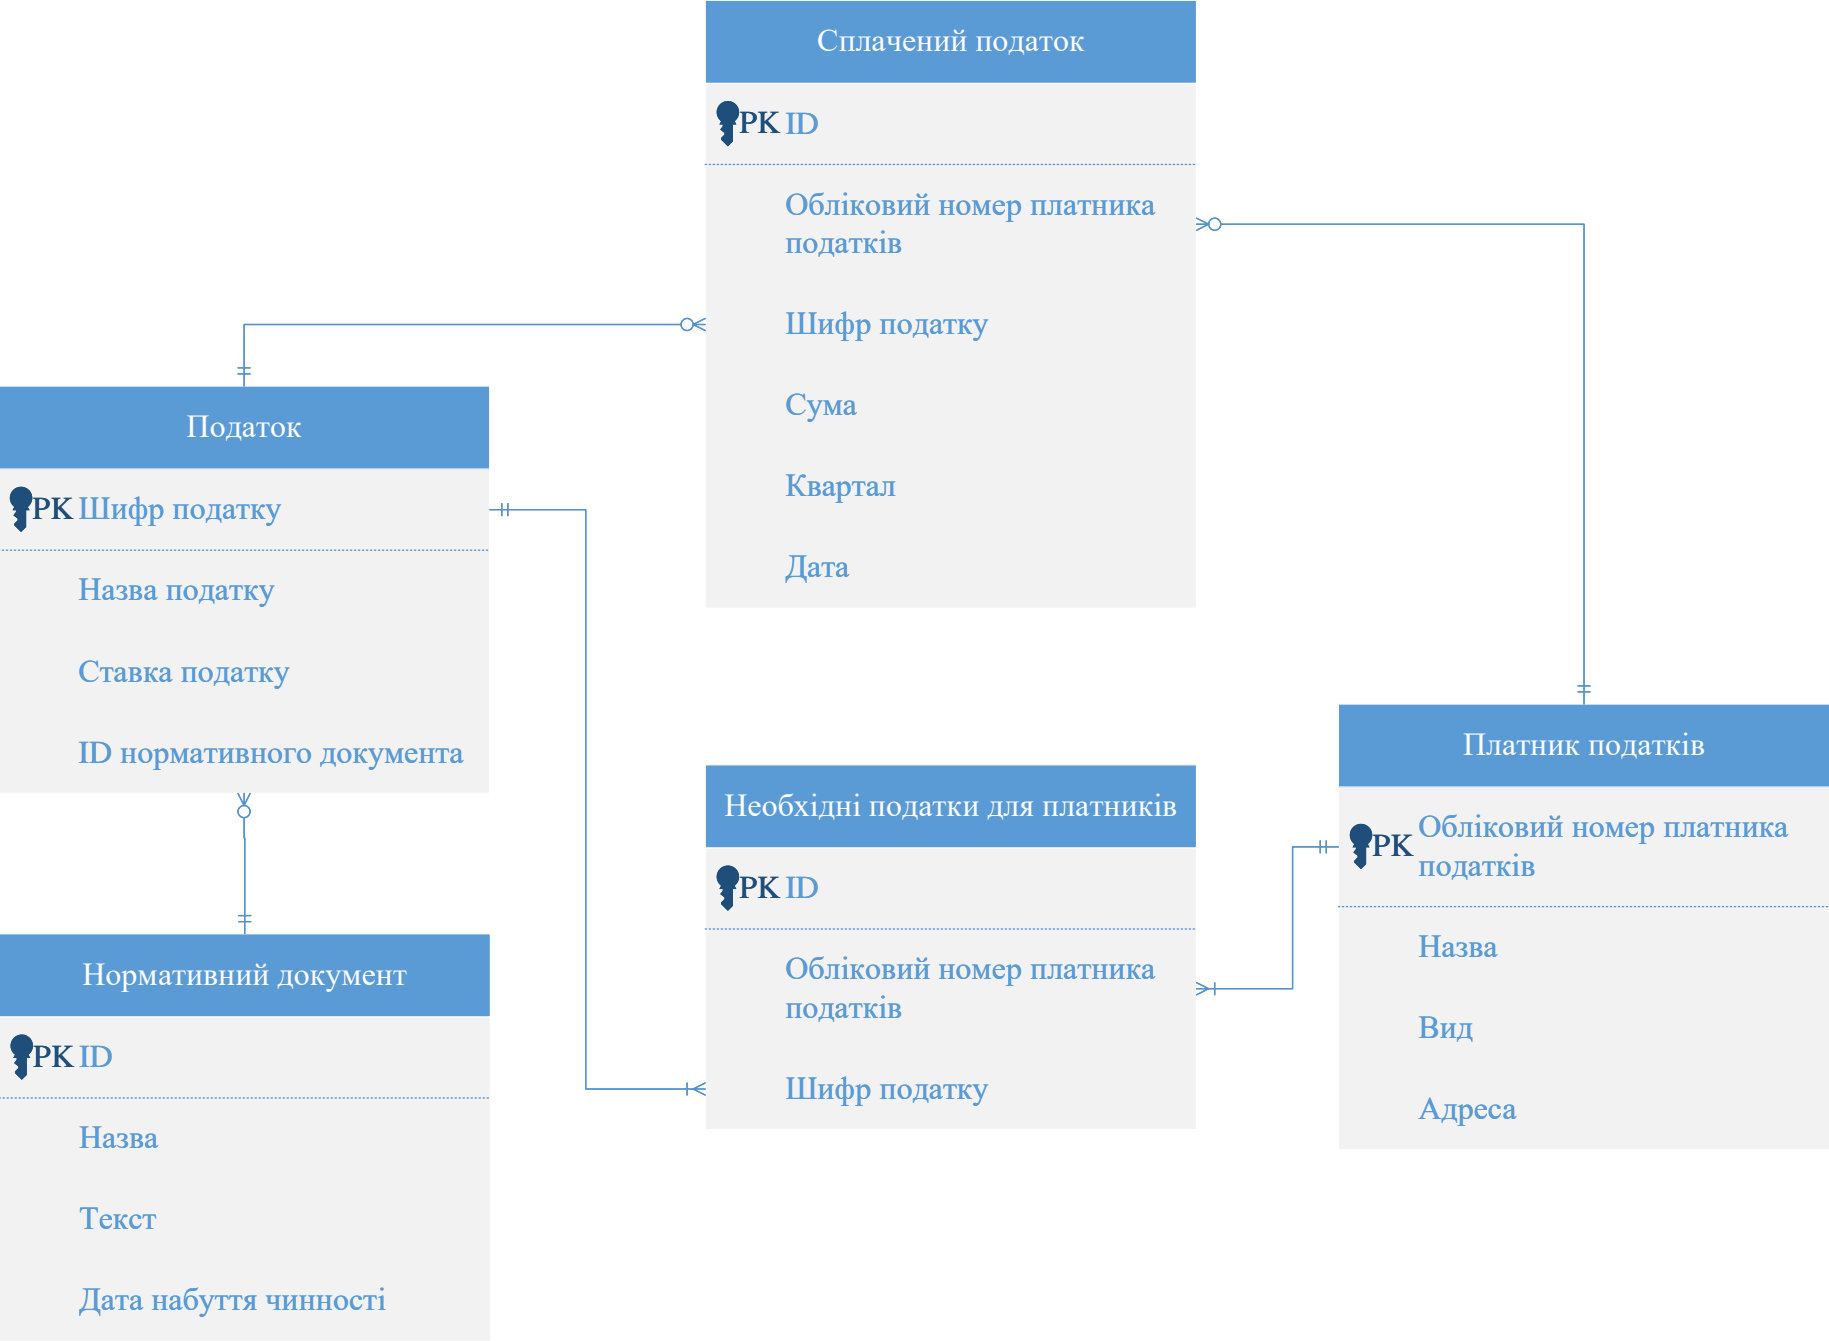 Сплачений податок
PK ID
Обліковий номер платника
податків
Шифр податку
Сума
Квартал
Дата
Податок
PK Шифр податку
Назва податку
Ставка податку
ID нормативного документа
Необхідні податки для платників
PK ID
Обліковий номер платника
податків
Шифр податку
Платник податків
PK Обліковий номер платника
податків
Назва
Вид
Адреса
Нормативний документ
PK ID
Назва
Текст
Дата набуття чинності